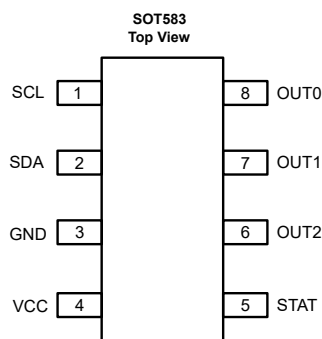 SOT583
Top View
SCL 1 8 OUT0
SDA 2 7 OUT1
GND 3 6 OUT2
VCC 4 5 STAT